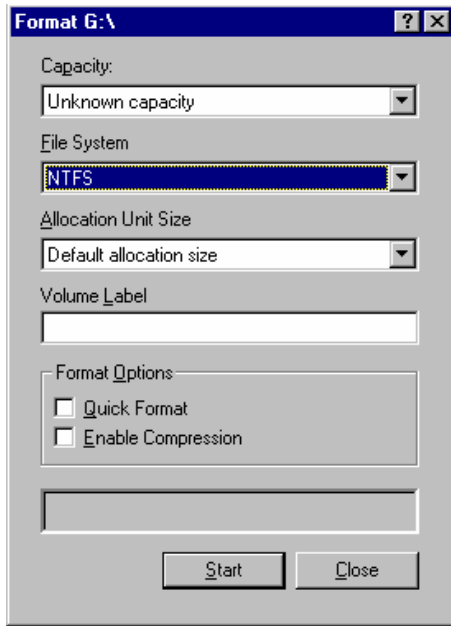 Format G:\
? X
Capacity:
Unknown capacity
File System
NTFS
Allocation Unit Size
Default allocation size
Volume Label
Format Options
Quick Format
Enable Compression
Start
Close